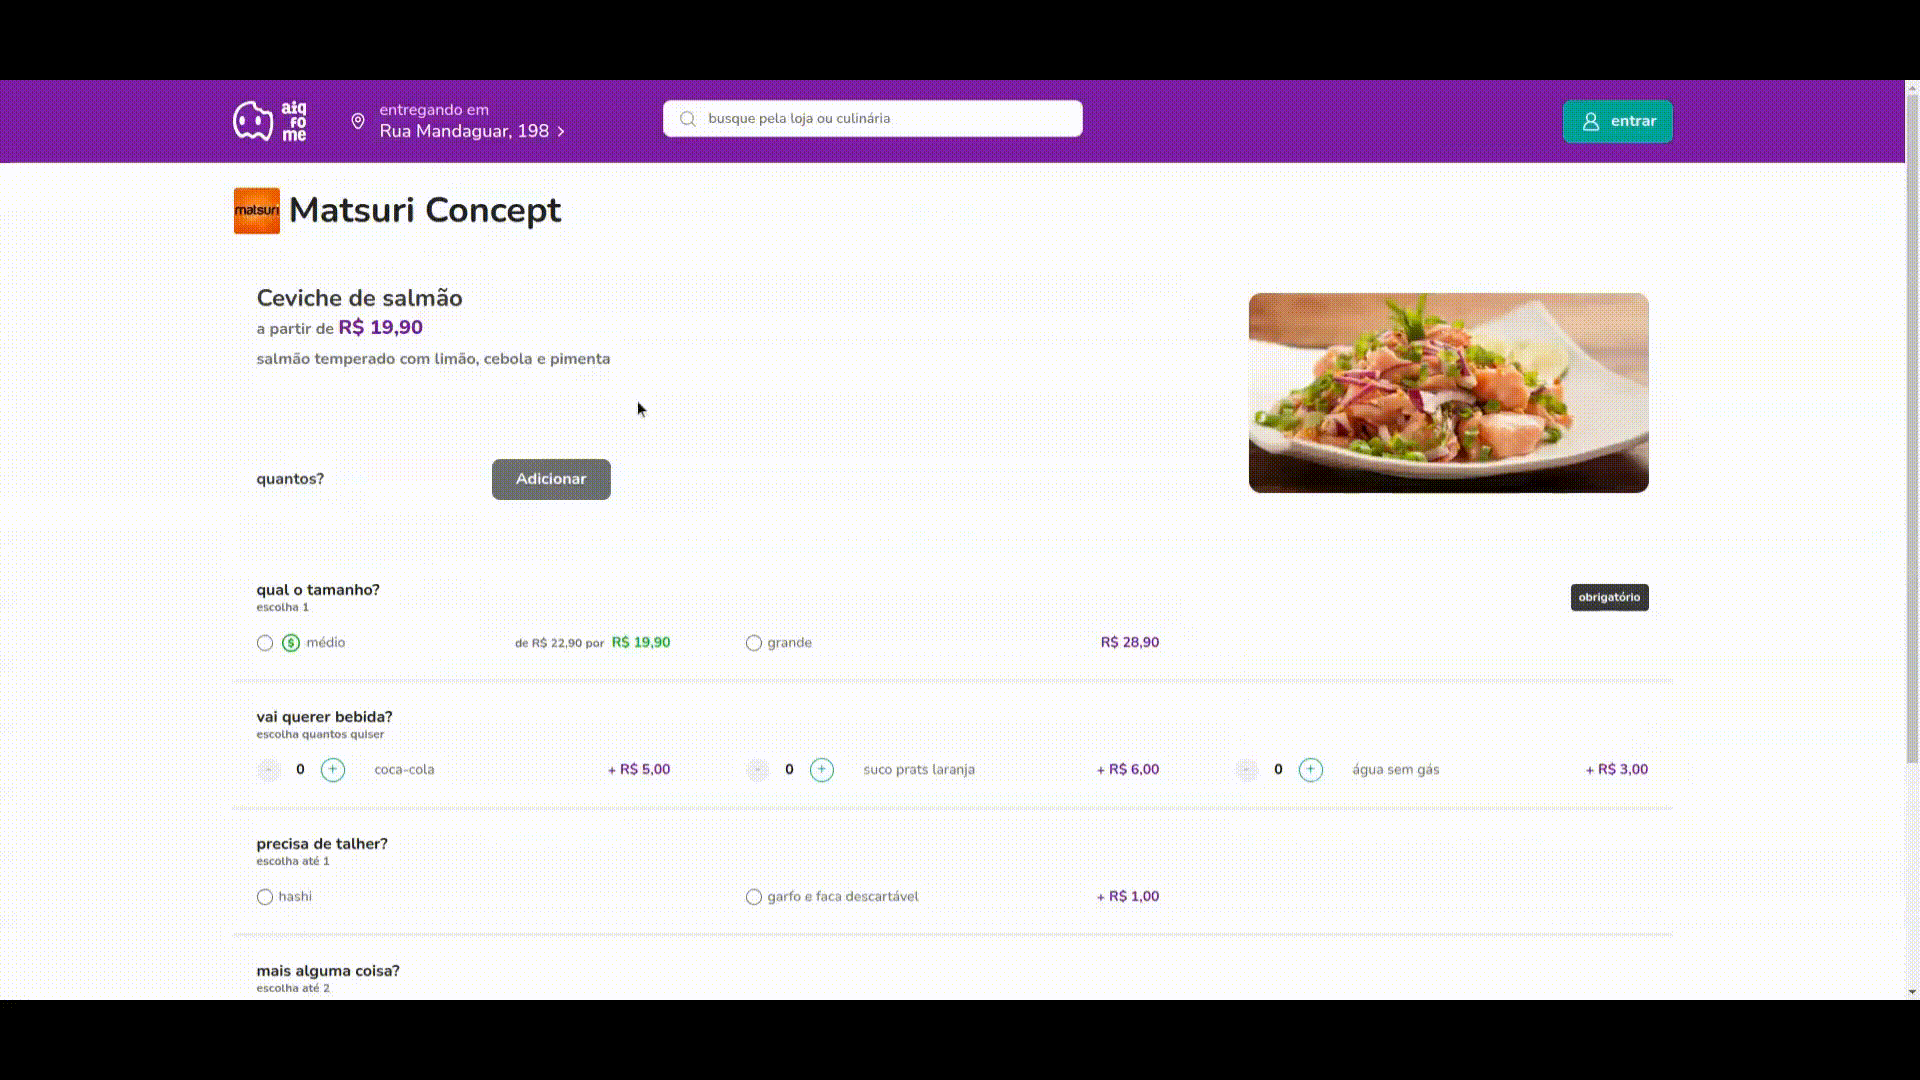 aiq
fo
me
entregando em
Rua Mandaguar, 198
busque pela loja ou culinária
entrar
matsuri
Matsuri Concept
Ceviche de salmão
a partir de R$ 19,90
salmão temperado com limão, cebola e pimenta
quantos?
Adicionar
qual o tamanho?
escolha 1
obrigatório
$ médio de R$ 22,90 por R$ 19,90 grande R$ 28,90
vai querer bebida?
escolha quantos quiser
- 0 + coca-cola + R$ 5,00 - 0 + suco prats laranja + R$ 6,00 - 0 + água sem gás + R$ 3,00
precisa de talher?
escolha até 1
hashi garfo e faca descartável + R$ 1,00
mais alguma coisa?
escolha até 2